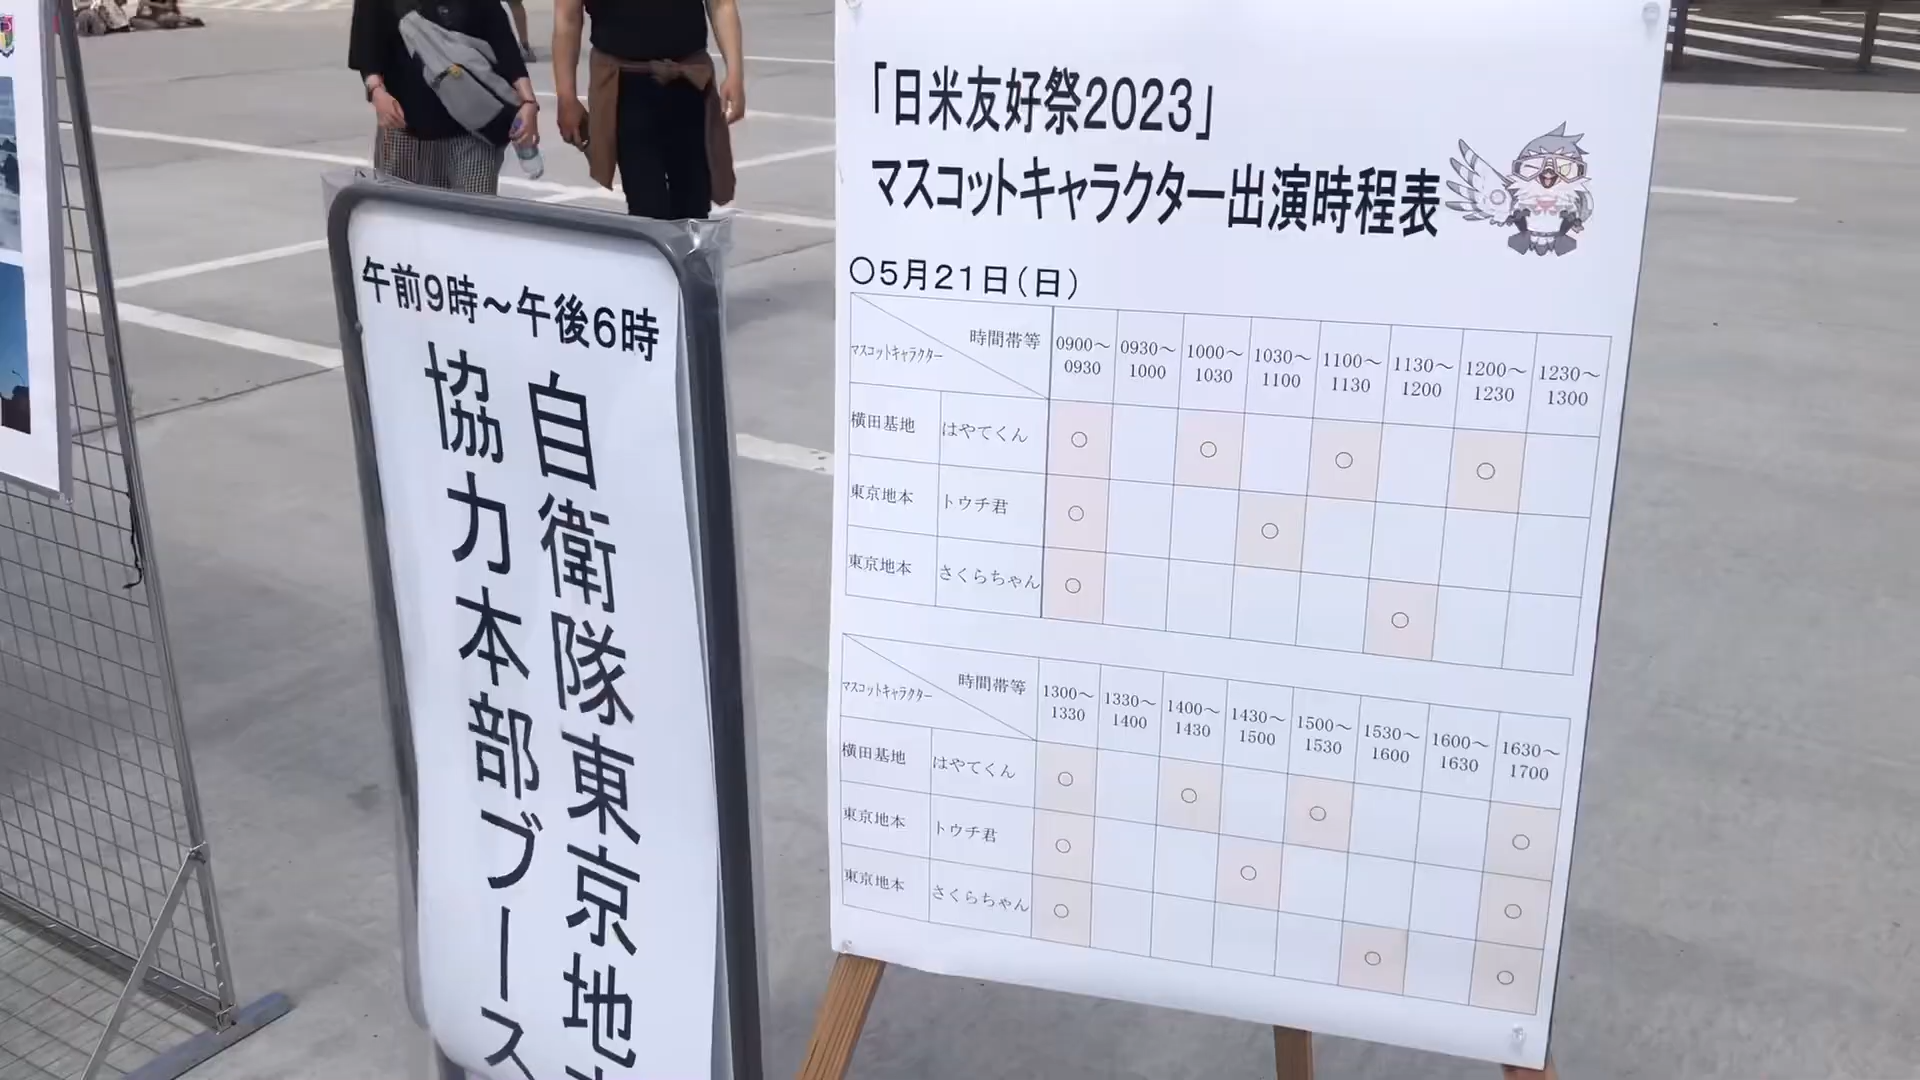 午前9時～午後6時
自衛隊東京地
協力本部ブース
「日米友好祭2023」
マスコットキャラクター出演時程表
○5月21日(日)
時間帯等 0900～0930 0930～1000 1000～1030 1030～1100 1100～1130 1130～1200 1200～1230 1230～1300
マスコットキャラクター
横田基地 はやてくん ○ ○ ○ ○
東京地本 トウチ君 ○ ○
東京地本 さくらちゃん ○ ○
時間帯等 1300～1330 1330～1400 1400～1430 1430～1500 1500～1530 1530～1600 1600～1630 1630～1700
マスコットキャラクター
横田基地 はやてくん ○ ○ ○ ○
東京地本 トウチ君 ○ ○ ○
東京地本 さくらちゃん ○ ○ ○